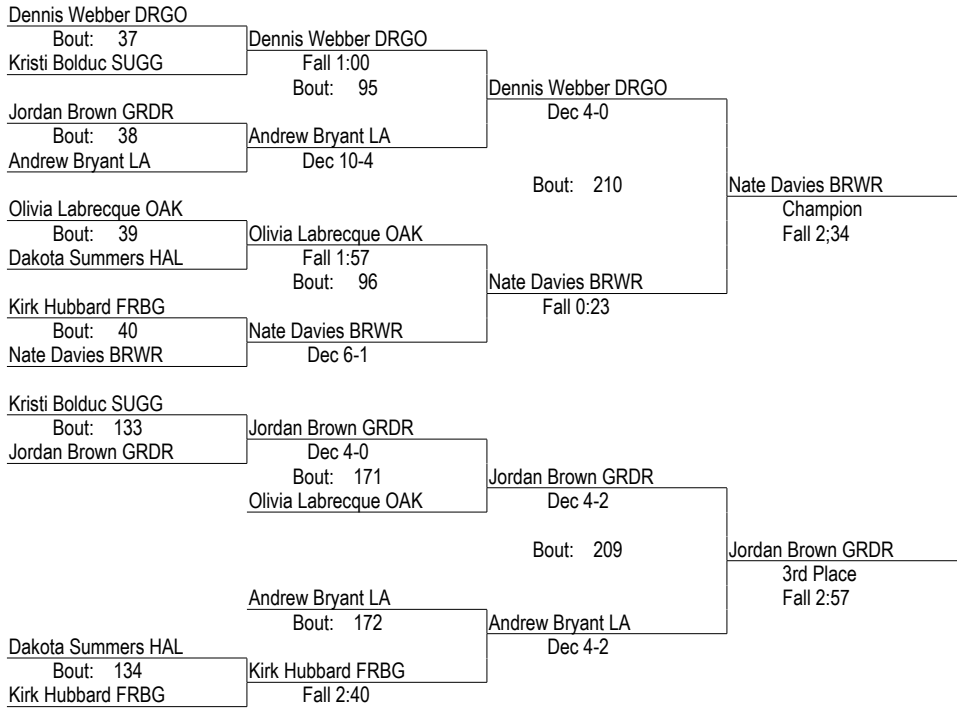 Dennis Webber DRGO
Bout: 37
Kristi Bolduc SUGG
Dennis Webber DRGO
Fall 1:00
Bout: 95
Jordan Brown GRDR
Bout: 38
Andrew Bryant LA
Andrew Bryant LA
Dec 10-4
Dennis Webber DRGO
Dec 4-0
Bout: 210
Olivia Labrecque OAK
Bout: 39
Dakota Summers HAL
Olivia Labrecque OAK
Fall 1:57
Bout: 96
Kirk Hubbard FRBG
Bout: 40
Nate Davies BRWR
Nate Davies BRWR
Dec 6-1
Nate Davies BRWR
Fall 0:23
Nate Davies BRWR
Champion
Fall 2;34
Kristi Bolduc SUGG
Bout: 133
Jordan Brown GRDR
Jordan Brown GRDR
Dec 4-0
Bout: 171
Olivia Labrecque OAK
Jordan Brown GRDR
Dec 4-2
Bout: 209
Andrew Bryant LA
Bout: 172
Dakota Summers HAL
Bout: 134
Kirk Hubbard FRBG
Kirk Hubbard FRBG
Fall 2:40
Andrew Bryant LA
Dec 4-2
Jordan Brown GRDR
3rd Place
Fall 2:57